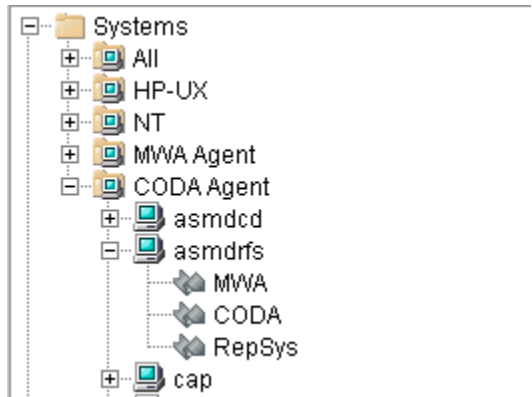 Systems
All
HP-UX
NT
MWA Agent
CODA Agent
asmdcd
asmdrfs
MWA
CODA
RepSys
cap